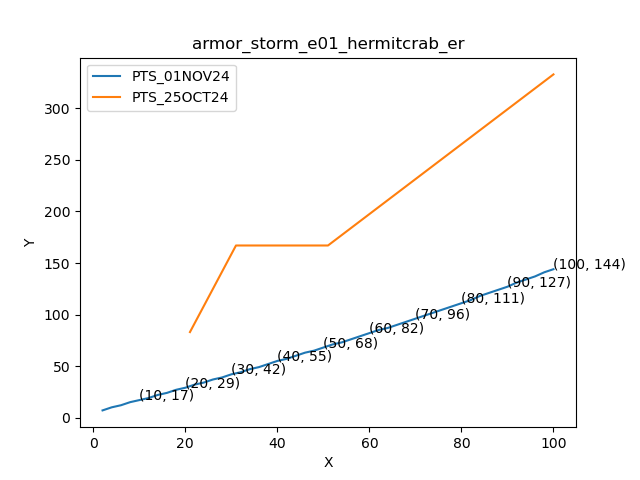 armor_storm_e01_hermitcrab_er
PTS_01NOV24
PTS_25OCT24
Y
300
250
200
150
100
50
0
(100, 144)
(90, 127)
(80, 111)
(70, 96)
(60, 82)
(50, 68)
(40, 55)
(30, 42)
(20, 29)
(10, 17)
0 20 40 60 80 100
X